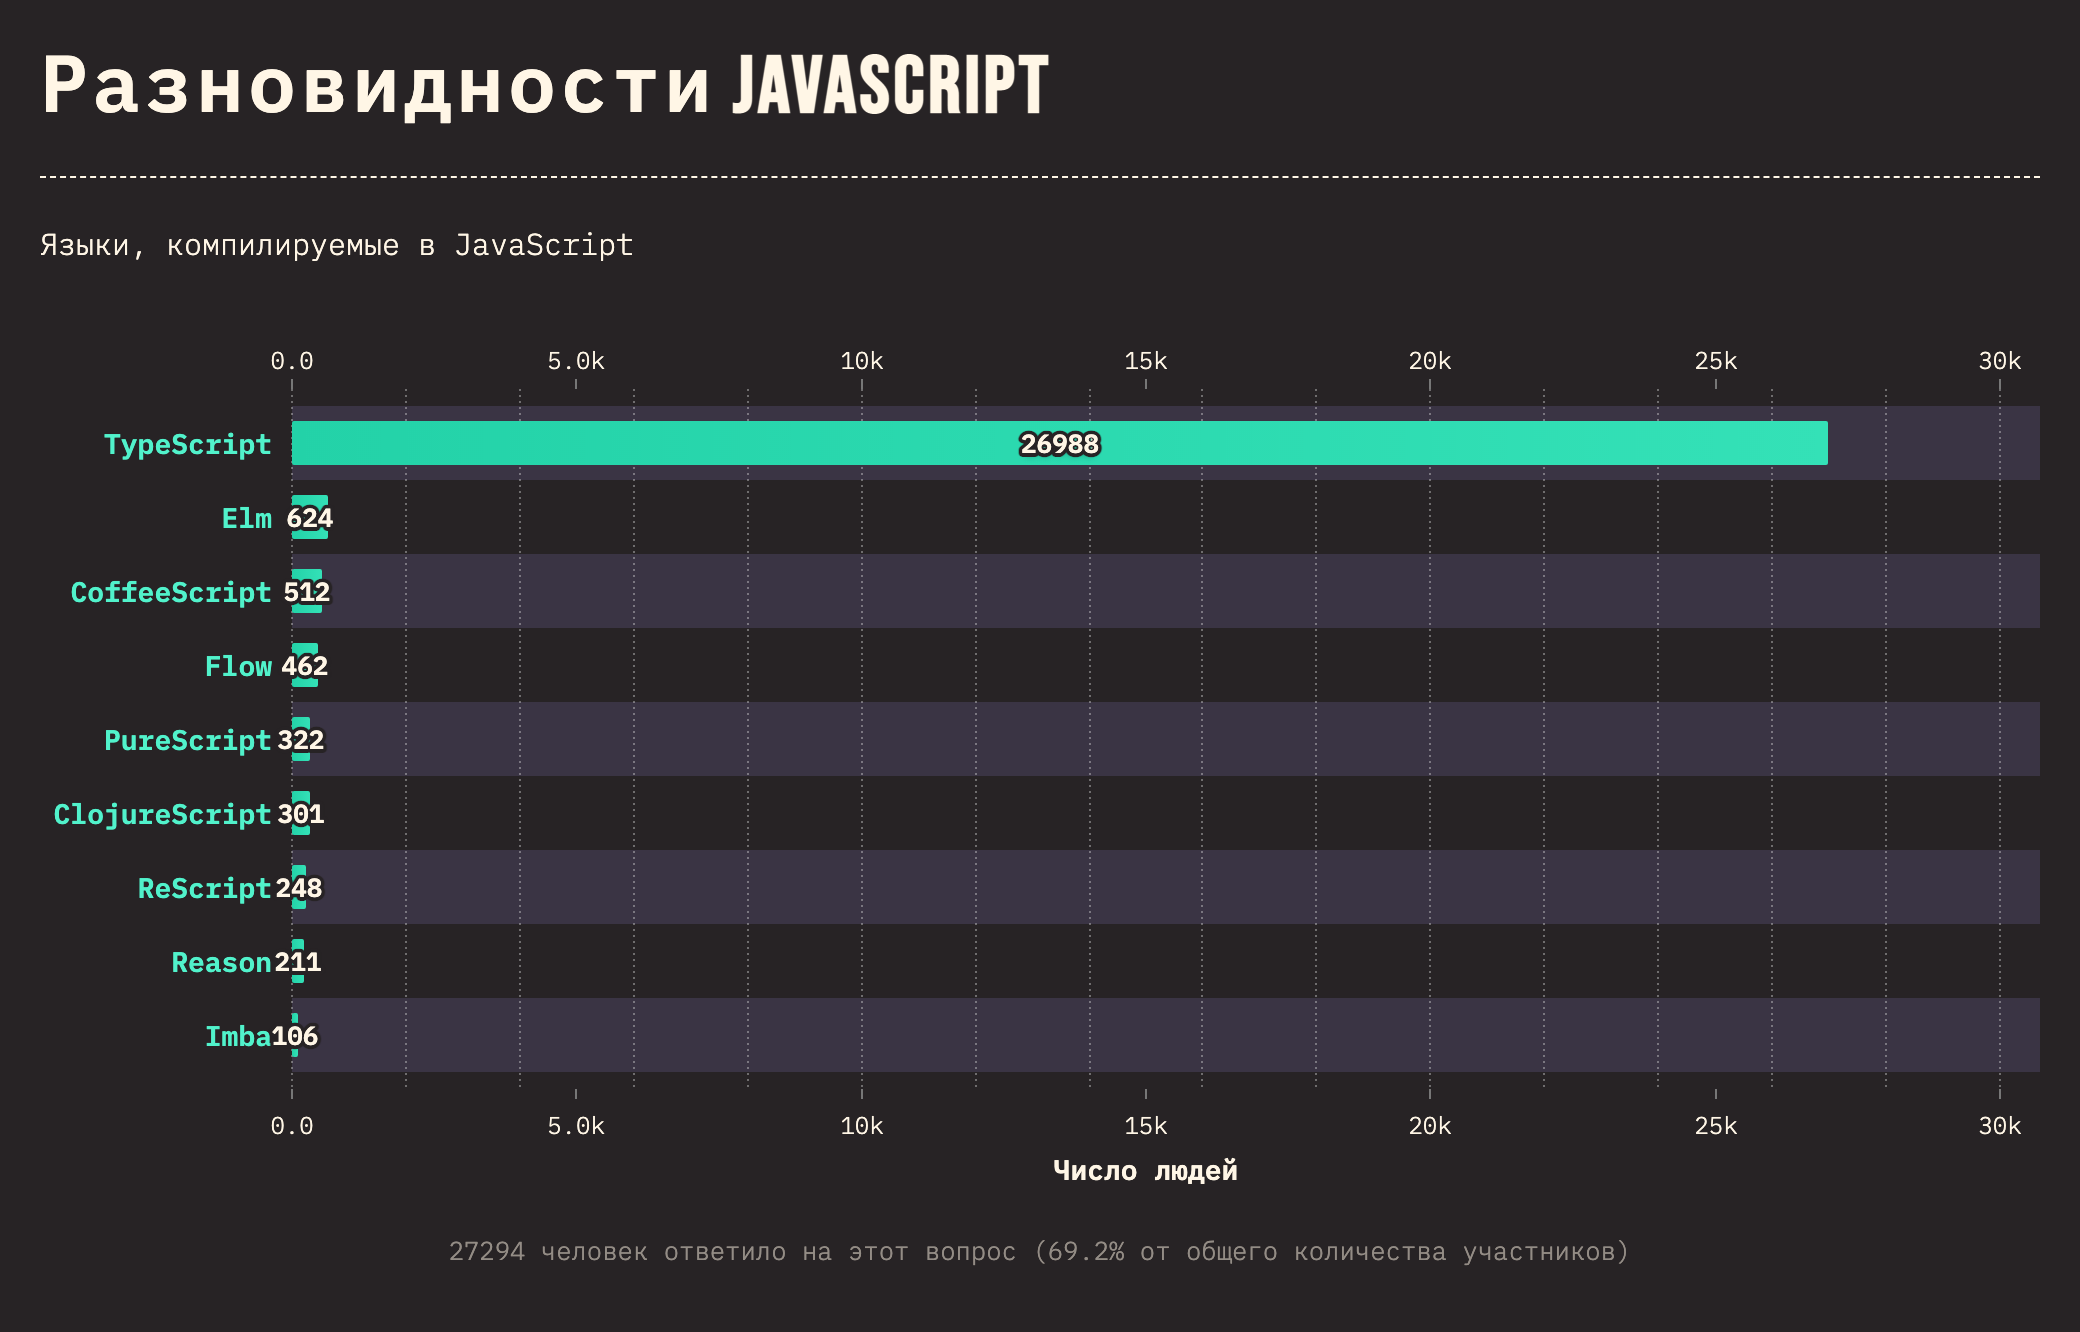 Разновидности JAVASCRIPT
Языки, компилируемые в JavaScript
0.0 5.0k 10k 15k 20k 25k 30k
TypeScript 26988
Elm 624
CoffeeScript 512
Flow 462
PureScript 322
ClojureScript 301
ReScript 248
Reason 211
Imba 106
0.0 5.0k 10k 15k 20k 25k 30k
Число людей
27294 человек ответило на этот вопрос (69.2% от общего количества участников)